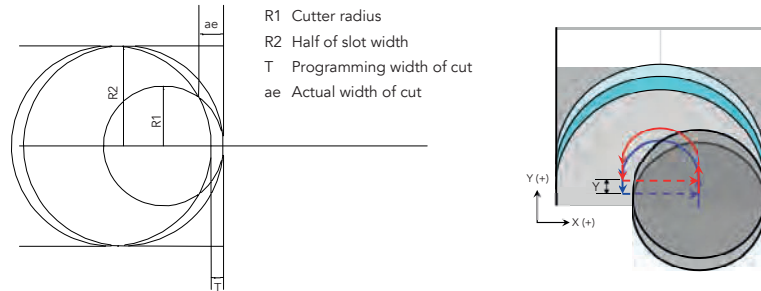 ae
R2
R1
T
R1 Cutter radius
R2 Half of slot width
T Programming width of cut
ae Actual width of cut
Y (+)
Y
X (+)